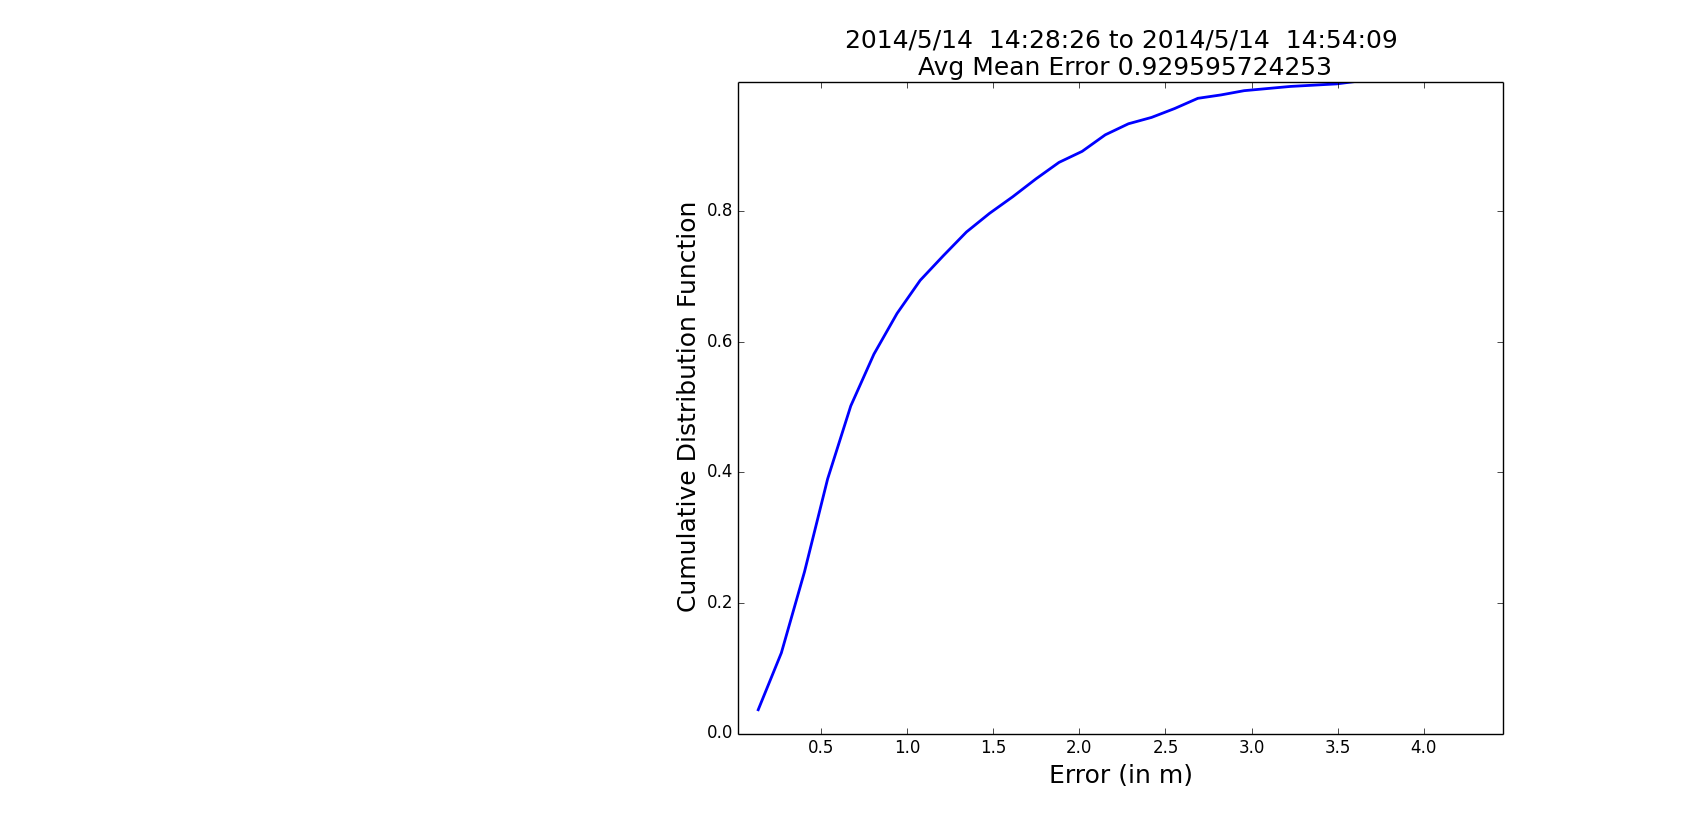 2014/5/14  14:28:26 to 2014/5/14  14:54:09
Avg Mean Error 0.929595724253
Cumulative Distribution Function
0.8
0.6
0.4
0.2
0.0
0.5 1.0 1.5 2.0 2.5 3.0 3.5 4.0
Error (in m)